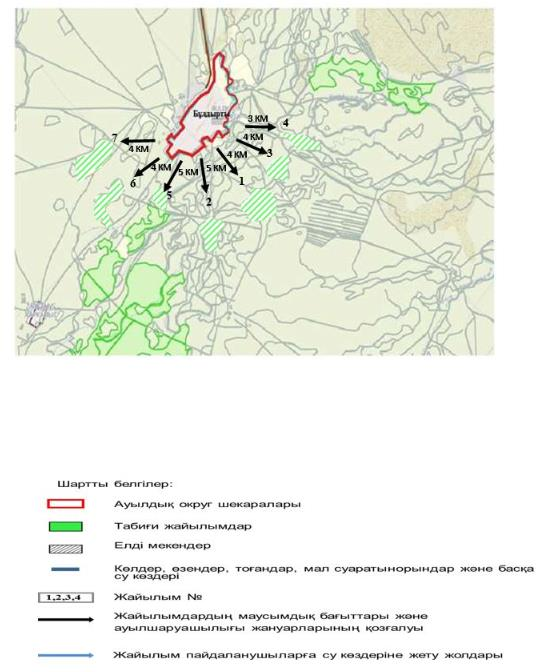 Бұлдырты
3 КМ
4
4 КМ
3
4 КМ
1
5 КМ
2
5 КМ
5
4 КМ
6
7
4 КМ
Шартты белгілер:
Ауылдық округ шекаралары
Табиғи жайылымдар
Елді мекендер
Көлдер, өзендер, тоғандар, мал суаратынорындар және басқа
су көздері
1,2,3,4 Жайылым №
Жайылымдардың маусымдық бағыттары және
ауылшаруашылығы жануарларының қозғалуы
Жайылым пайдаланушыларға су көздеріне жету жолдары